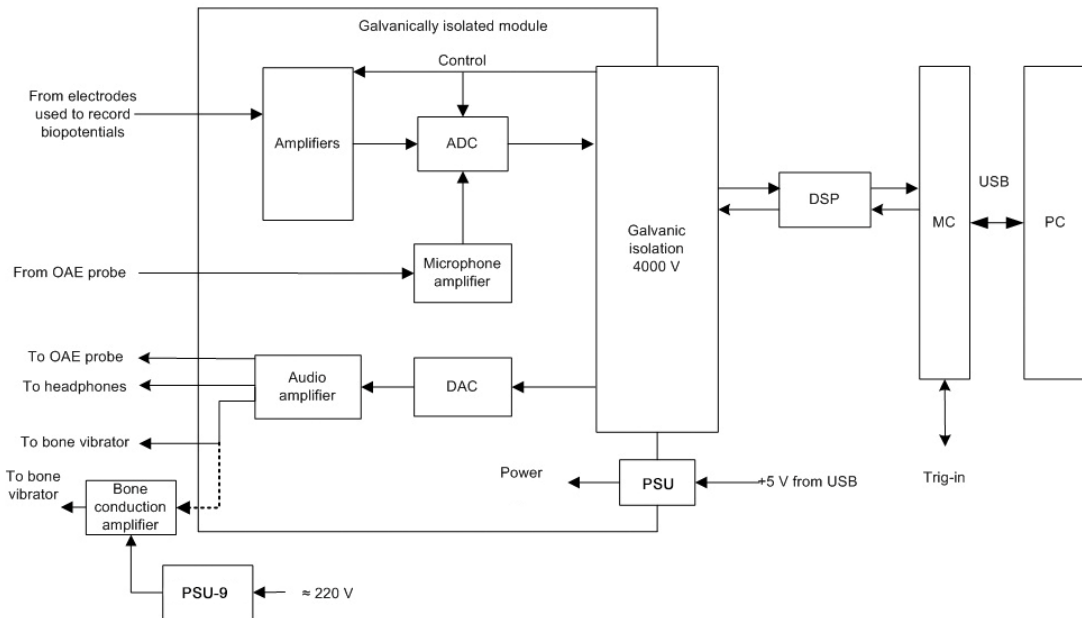 Galvanically isolated module
Control
From electrodes
used to record
biopotentials
Amplifiers
ADC
USB
DSP
MC
PC
Galvanic
isolation
4000 V
From OAE probe
Microphone
amplifier
To OAE probe
To headphones
Audio
amplifier
DAC
To bone vibrator
To bone
vibrator
Bone
conduction
amplifier
Power
PSU
+5 V from USB
Trig-in
PSU-9
≈ 220 V